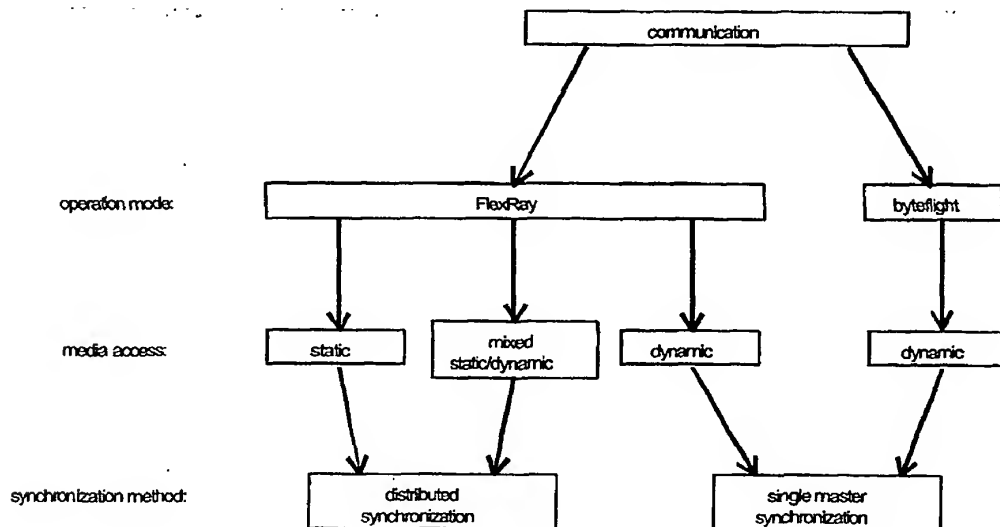 communication
operation mode:
FlexRay
byteflight
media access:
static
mixed
static/dynamic
dynamic
dynamic
synchronization method:
distributed
synchronization
single master
synchronization